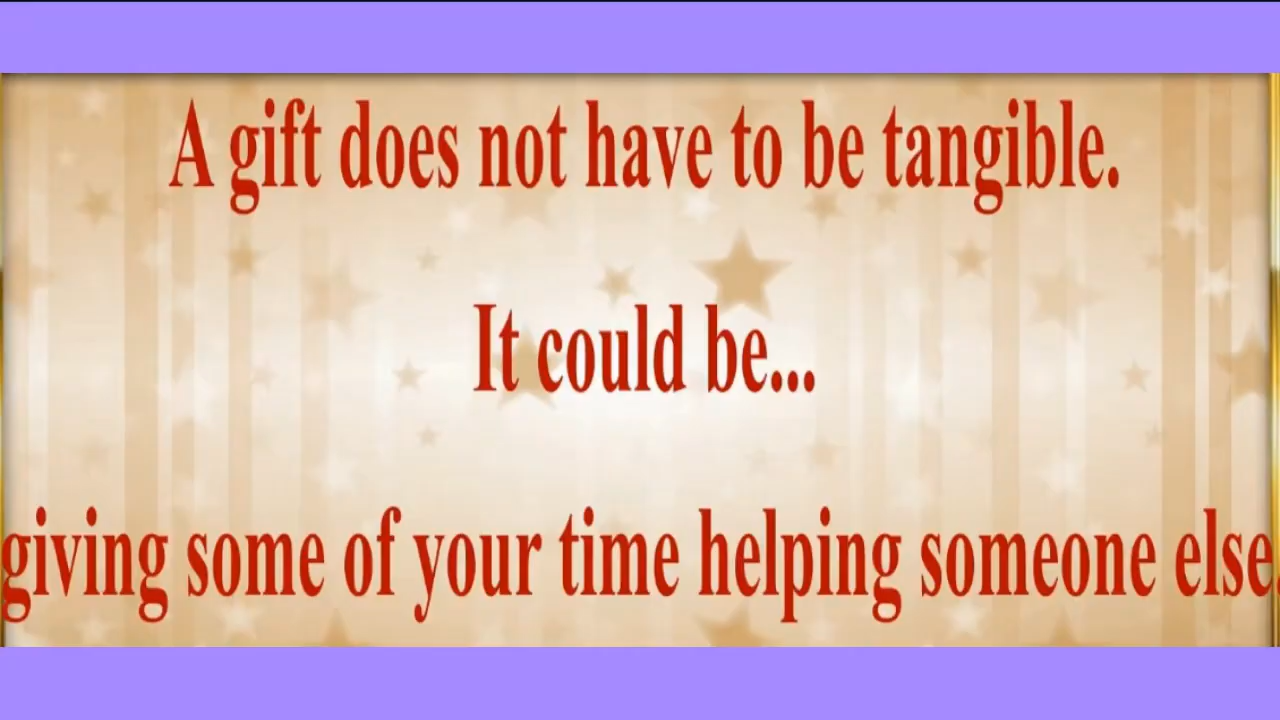 A gift does not have to be tangible.
It could be...
giving some of your time helping someone else.